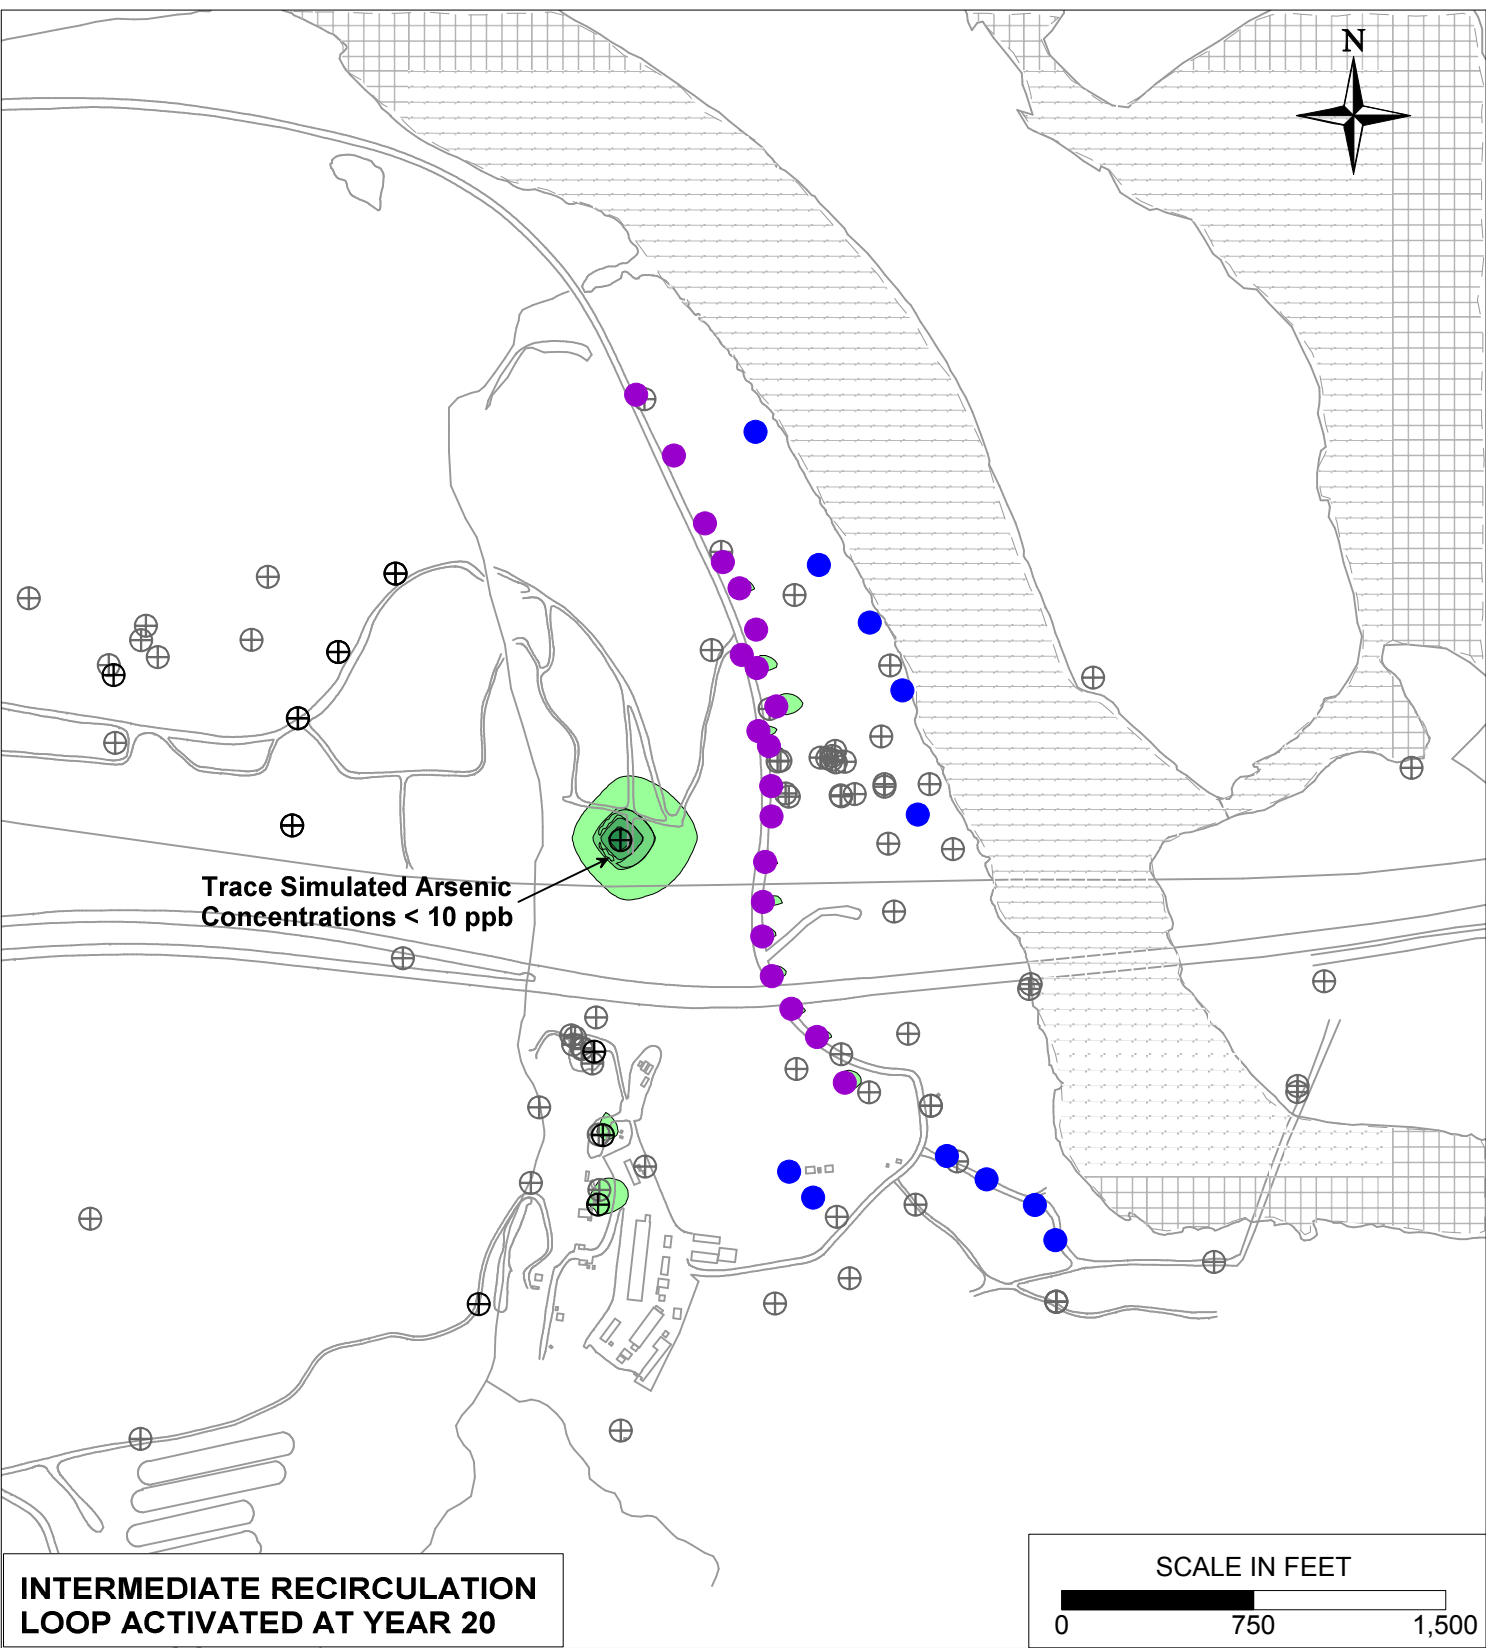 N
Trace Simulated Arsenic
Concentrations < 10 ppb
INTERMEDIATE RECIRCULATION
LOOP ACTIVATED AT YEAR 20
SCALE IN FEET
0 750 1,500